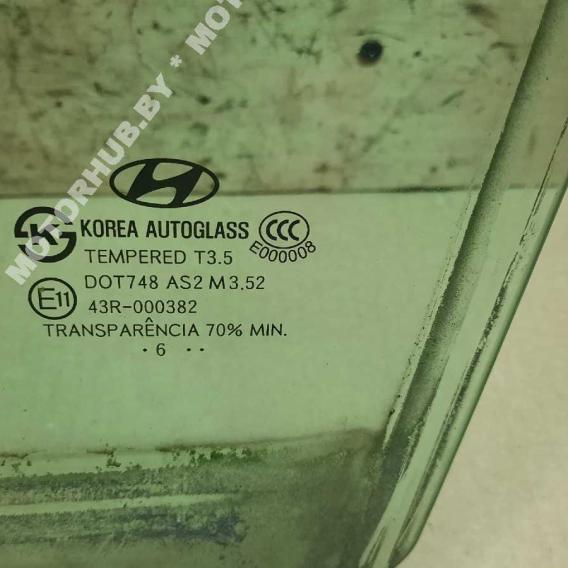 MOTORHUB.BY * MOT
KS KOREA AUTOGLASS CCC
E000008
TEMPERED T3.5
DOT748 AS2 M3.52
E11 43R-000382
TRANSPARÊNCIA 70% MIN.
· 6 ··